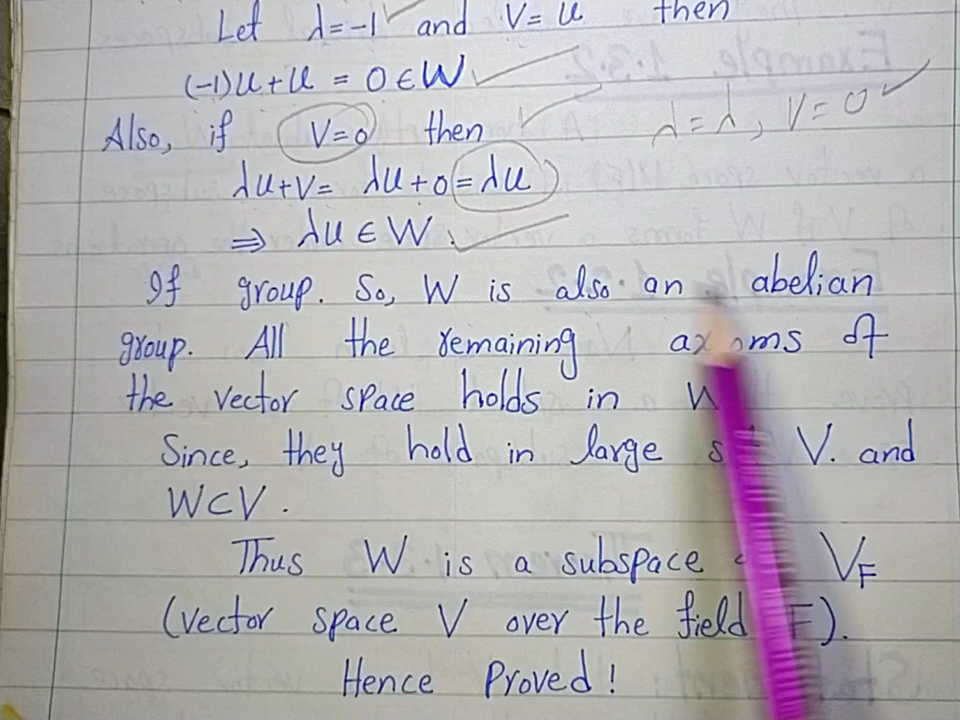 Let λ=-1 and V= u then
(-1)u+u = 0 ∈ W
Also, if V=0 then λ=λ, V=0
λu+V= λu+0=λu
⇒ λu ∈ W.
If group. So, W is also an abelian
group. All the remaining of
the vector space holds in
Since, they hold in large V. and
W⊂V.
Thus W is a subspace V_F
(vector space V over the field F).
Hence Proved!